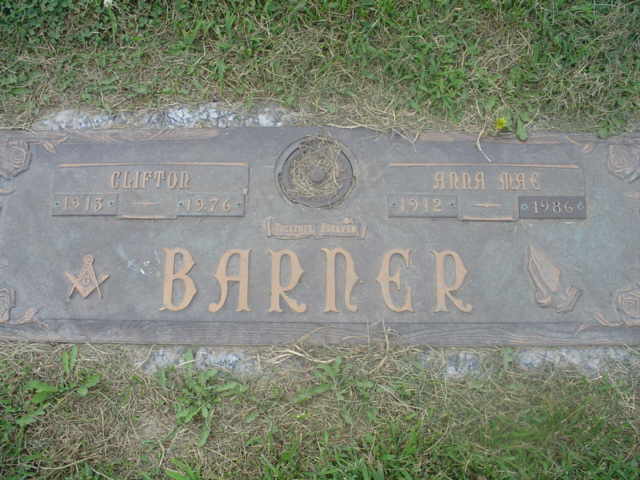 CLIFTON
1913 - 1976
ANNA MAE
1912 - 1986
TOGETHER FOREVER
BARNER